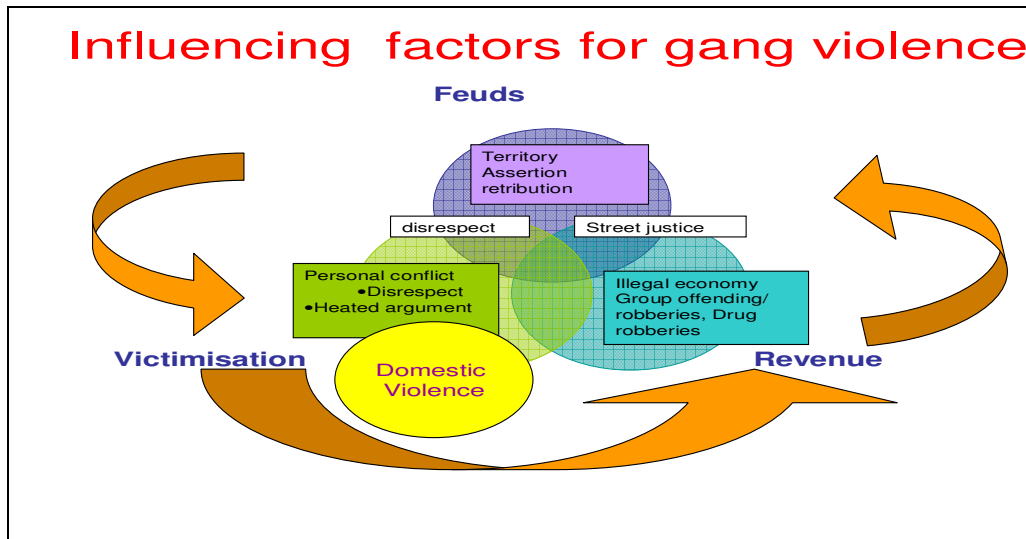 Influencing factors for gang violence
Feuds
Territory
Assertion
retribution
disrespect
Street justice
Personal conflict
•Disrespect
•Heated argument
Illegal economy
Group offending/
robberies, Drug
robberies
Victimisation
Revenue
Domestic
Violence